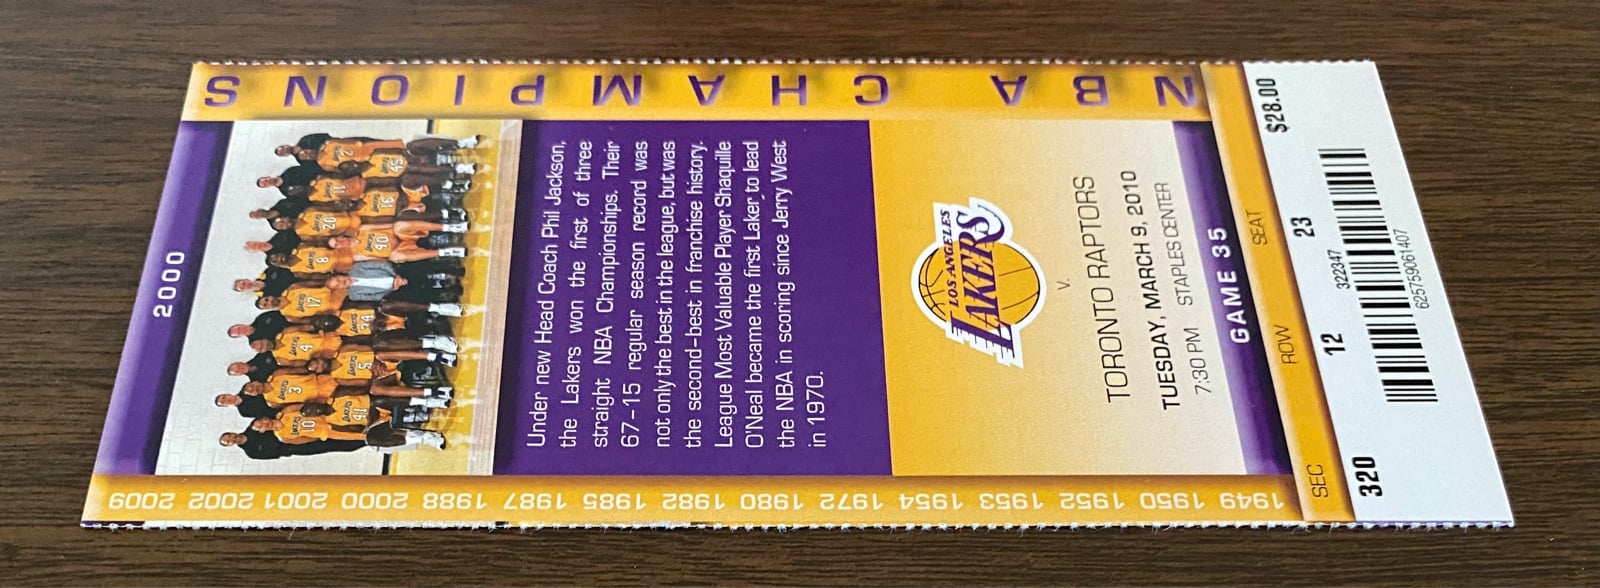 2000
NBA CHAMPIONS
Under new Head Coach Phil Jackson,
the Lakers won the first of three
straight NBA Championships. Their
67-15 regular season record was
not only the best in the league, but was
the second-best in franchise history.
League Most Valuable Player Shaquille
O'Neal became the first Laker to lead
the NBA in scoring since Jerry West
in 1970.
LOS ANGELES
LAKERS
v.
TORONTO RAPTORS
TUESDAY, MARCH 9, 2010
7:30 PM STAPLES CENTER
GAME 35
SEC ROW SEAT
320 12 23 $28.00
322347
625759061407
1949 1950 1952 1953 1954 1972 1980 1982 1985 1987 1988 2000 2001 2002 2009